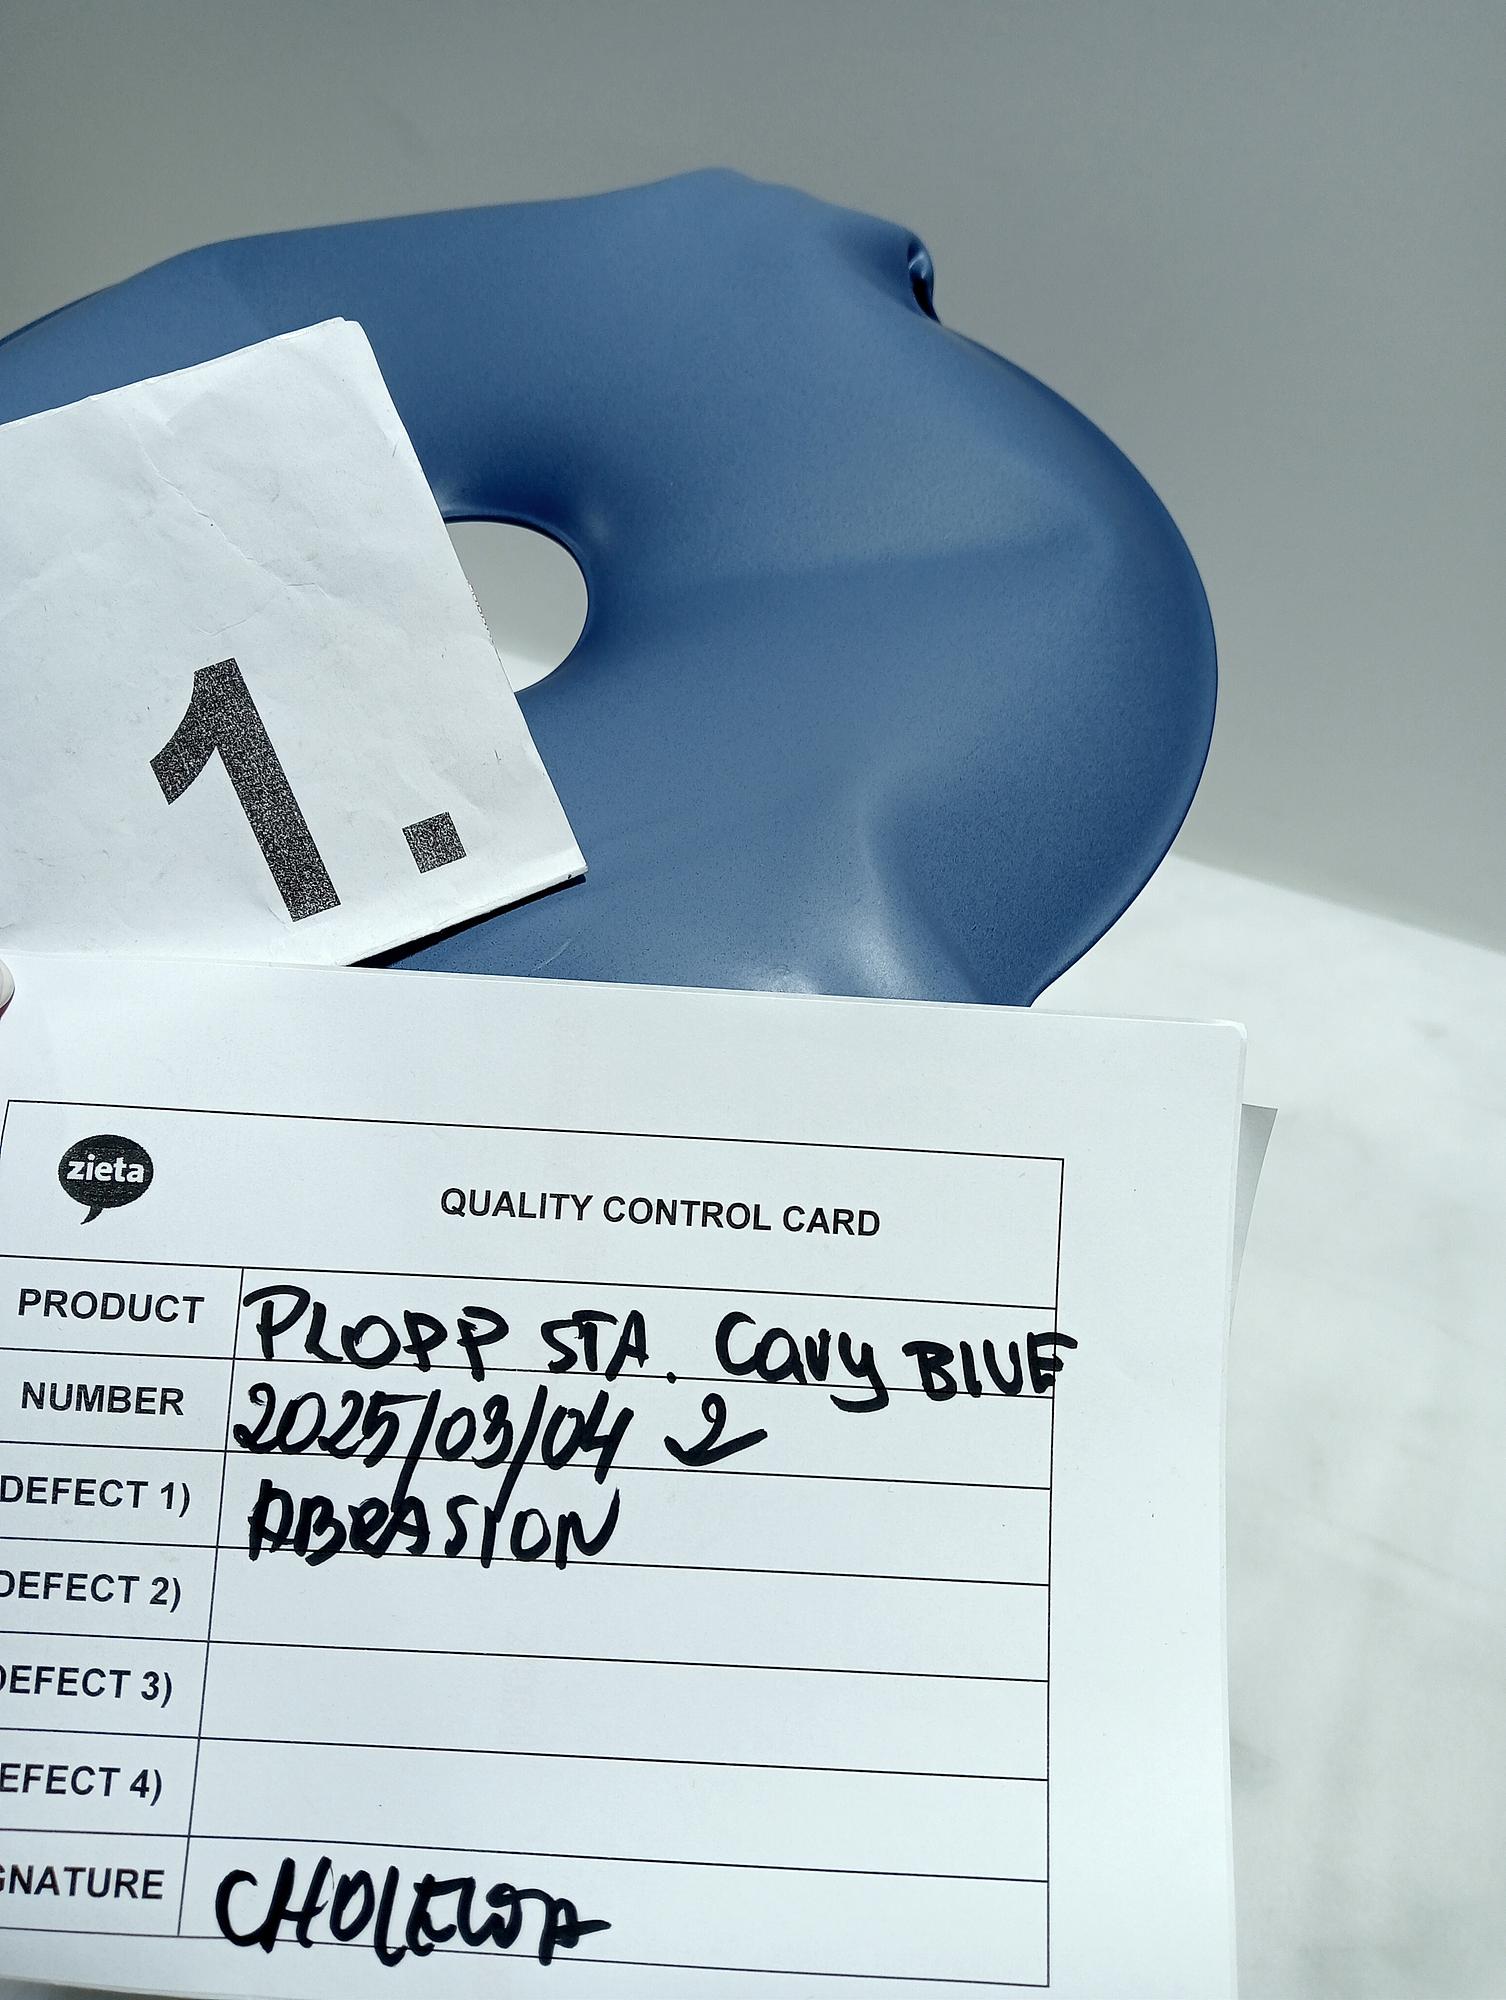 1.
zieta
QUALITY CONTROL CARD
PRODUCT PLOPP STA. Cavy BLUE
NUMBER 2025/03/04 2
DEFECT 1) ABRASION
DEFECT 2)
DEFECT 3)
EFECT 4)
GNATURE CHOLEWA